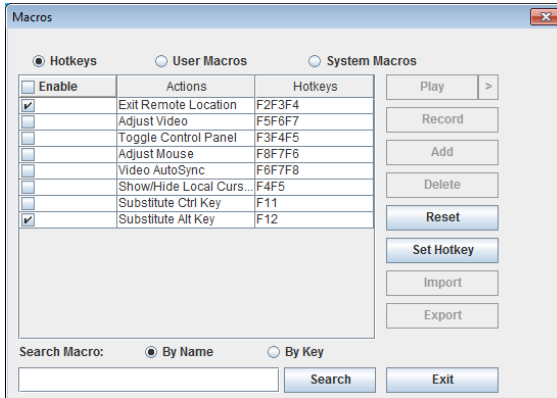 Macros
Hotkeys User Macros System Macros
Enable Actions Hotkeys Play >
Exit Remote Location F2F3F4
Adjust Video F5F6F7 Record
Toggle Control Panel F3F4F5
Adjust Mouse F8F7F6 Add
Video AutoSync F6F7F8
Show/Hide Local Curs... F4F5 Delete
Substitute Ctrl Key F11
Substitute Alt Key F12 Reset
Set Hotkey
Import
Export
Search Macro: By Name By Key
Search Exit